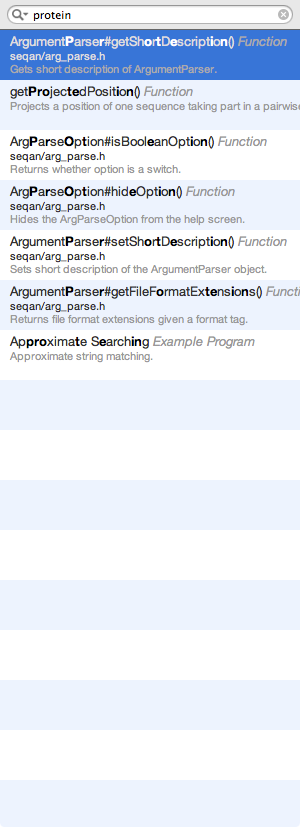 protein
ArgumentParser#getShortDescription() Function
seqan/arg_parse.h
Gets short description of ArgumentParser.
getProjectedPosition() Function
Projects a position of one sequence taking part in a pairwise
ArgParseOption#isBooleanOption() Function
seqan/arg_parse.h
Returns whether option is a switch.
ArgParseOption#hideOption() Function
seqan/arg_parse.h
Hides the ArgParseOption from the help screen.
ArgumentParser#setShortDescription() Function
seqan/arg_parse.h
Sets short description of the ArgumentParser object.
ArgumentParser#getFileFormatExtensions() Functi
seqan/arg_parse.h
Returns file format extensions given a format tag.
Approximate Searching Example Program
Approximate string matching.